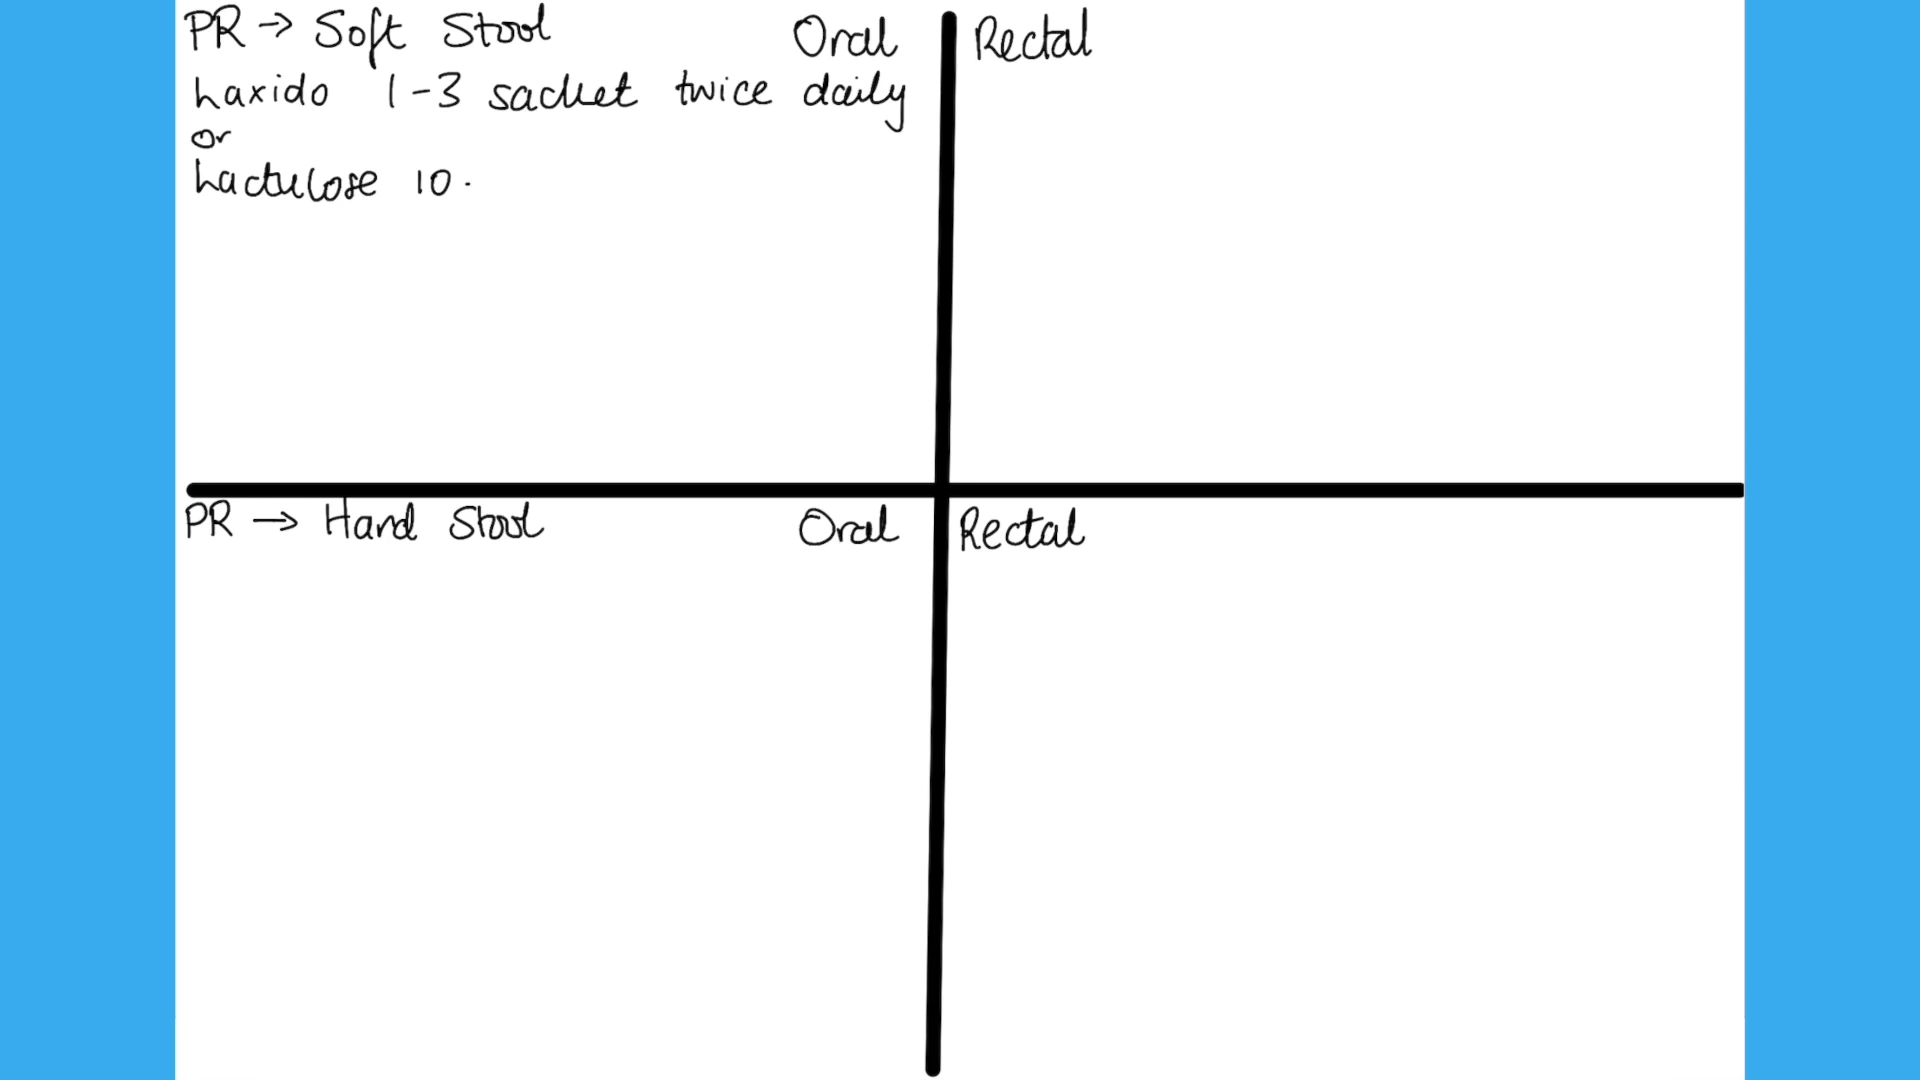 PR → Soft Stool Oral
Laxido 1-3 sachet twice daily
or
Lactulose 10.
Rectal
PR → Hard Stool Oral
Rectal